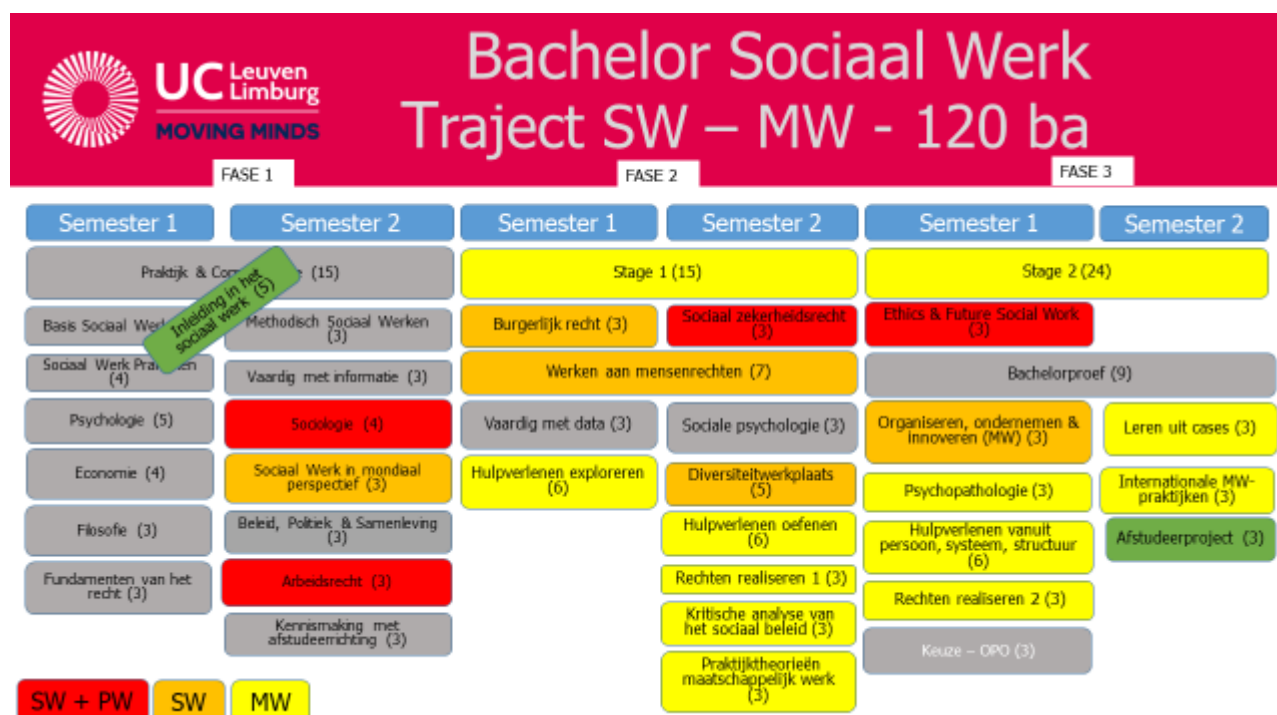 UC Leuven
Limburg
MOVING MINDS
Bachelor Sociaal Werk
Traject SW – MW - 120 ba
FASE 1
FASE 2
FASE 3
Semester 1
Semester 2
Semester 1
Semester 2
Semester 1
Semester 2
Praktijk & (15)
Inleiding in het
sociaal werk (5)
Stage 1 (15)
Stage 2 (24)
Basis Sociaal
Methodisch Sociaal Werken
(3)
Burgerlijk recht (3)
Sociaal zekerheidsrecht
(3)
Ethics & Future Social Work
(3)
Sociaal Werk
(4)
Vaardig met informatie (3)
Werken aan mensenrechten (7)
Bachelorproef (9)
Psychologie (5)
Sociologie (4)
Vaardig met data (3)
Sociale psychologie (3)
Organiseren, ondernemen &
innoveren (MW) (3)
Leren uit cases (3)
Economie (4)
Sociaal Werk in mondiaal
perspectief (3)
Hulpverlenen exploreren
(6)
Diversiteitwerkplaats
(5)
Psychopathologie (3)
Internationale MW-
praktijken (3)
Filosofie (3)
Beleid, Politiek & Samenleving
(3)
Hulpverlenen oefenen
(6)
Hulpverlenen vanuit
persoon, systeem, structuur
(6)
Afstudeerproject (3)
Fundamenten van het
recht (3)
Arbeidsrecht (3)
Rechten realiseren 1 (3)
Rechten realiseren 2 (3)
Kennismaking met
afstudeerrichting (3)
Kritische analyse van
het sociaal beleid (3)
Keuze – OPO (3)
Praktijktheorieën
maatschappelijk werk
(3)
SW + PW
SW
MW